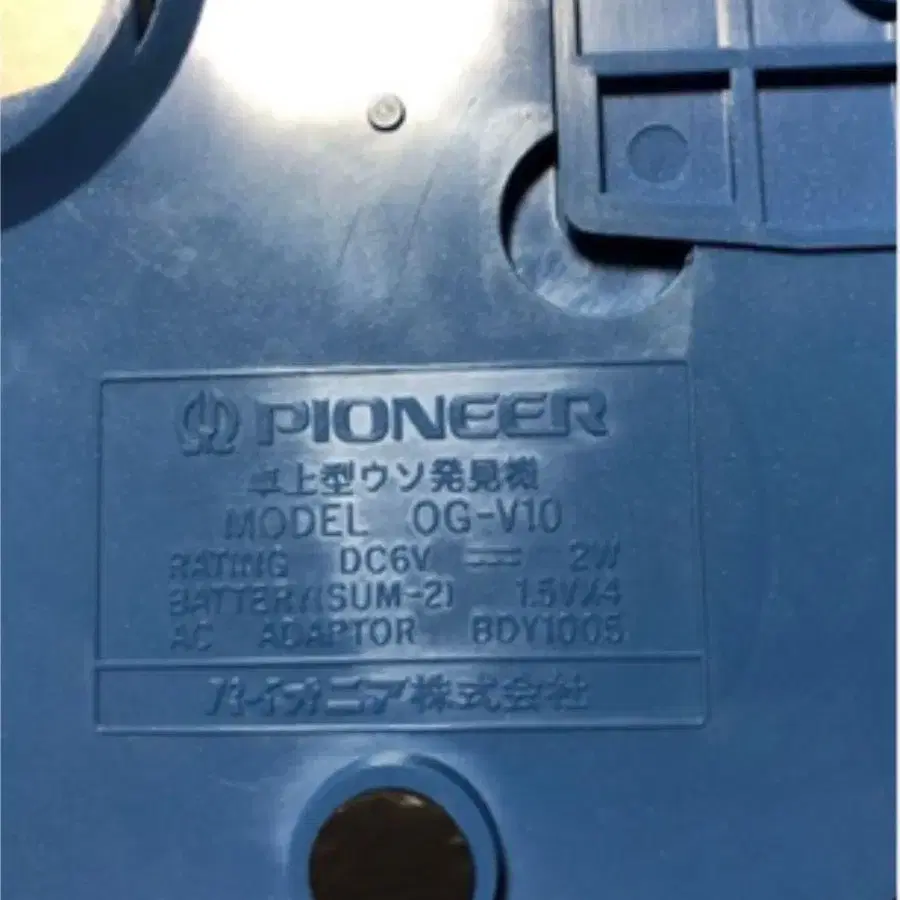 PIONEER
卓上型ウソ発見機
MODEL OG-V10
RATING DC6V ⎓ 2W
BATTERY(SUM-2) 1.5V×4
AC ADAPTOR BDY1005
パイオニア株式会社